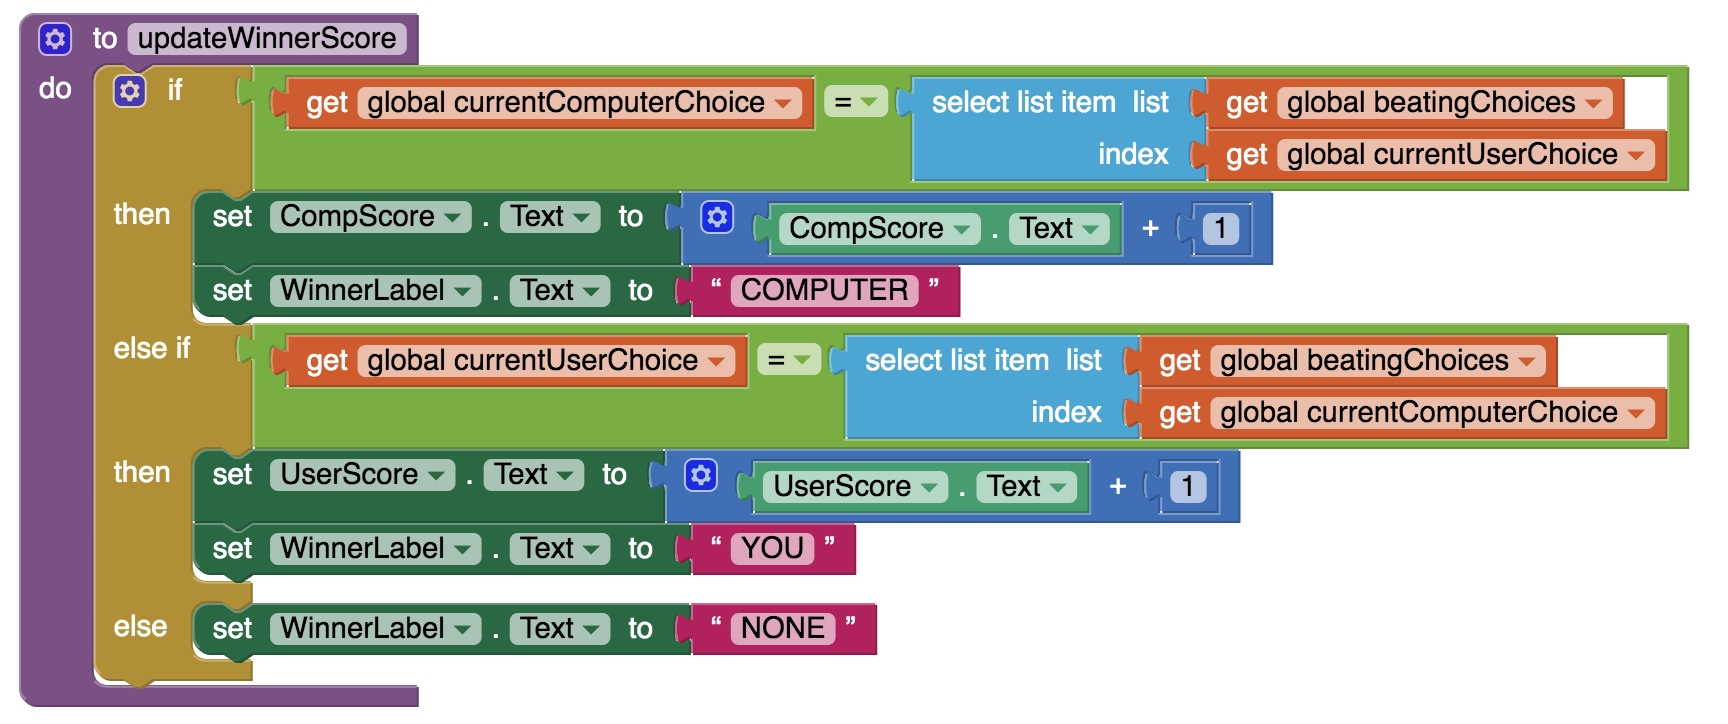 to updateWinnerScore
do if get global currentComputerChoice = select list item list get global beatingChoices
index get global currentUserChoice
then set CompScore . Text to CompScore . Text + 1
set WinnerLabel . Text to “ COMPUTER ”
else if get global currentUserChoice = select list item list get global beatingChoices
index get global currentComputerChoice
then set UserScore . Text to UserScore . Text + 1
set WinnerLabel . Text to “ YOU ”
else set WinnerLabel . Text to “ NONE ”